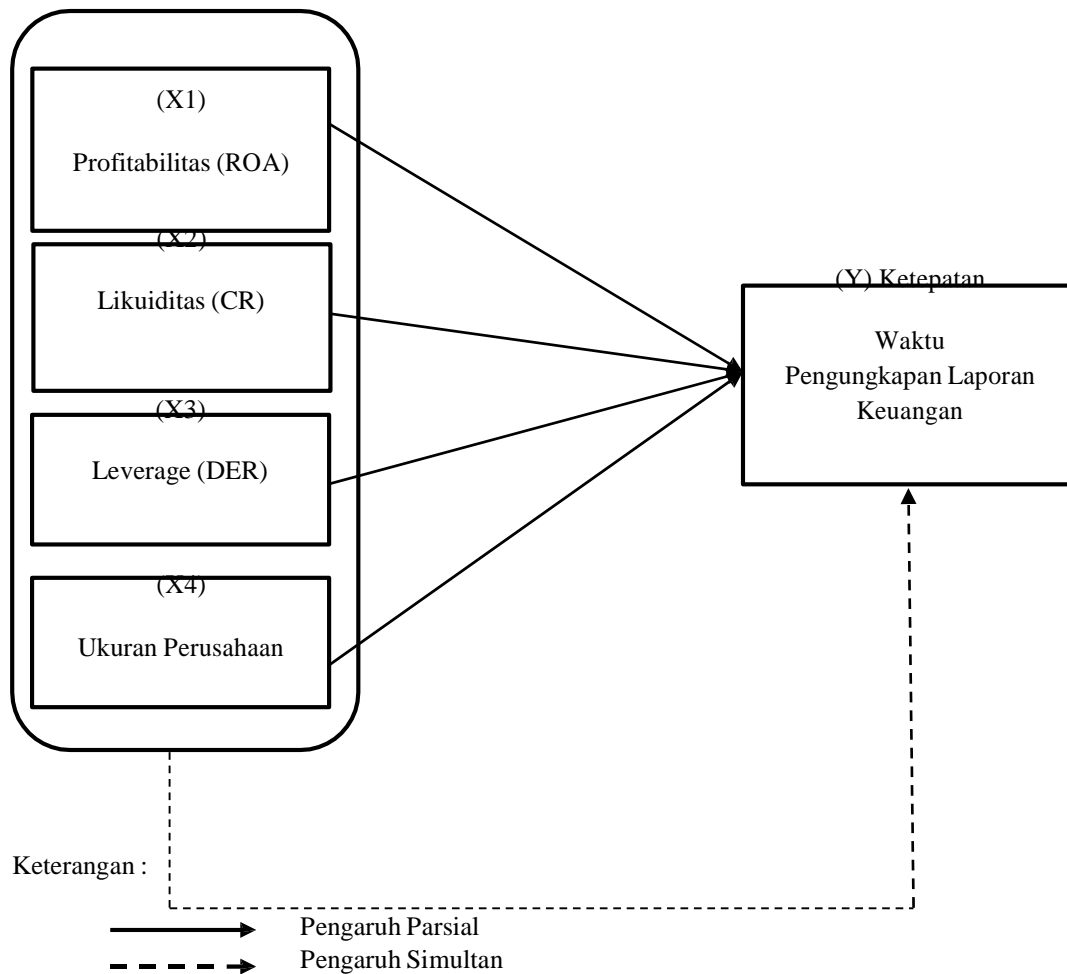 (X1)
Profitabilitas (ROA)
(X2)
Likuiditas (CR)
(X3)
Leverage (DER)
(X4)
Ukuran Perusahaan
(Y) Ketepatan
Waktu
Pengungkapan Laporan
Keuangan
Keterangan :
Pengaruh Parsial
Pengaruh Simultan